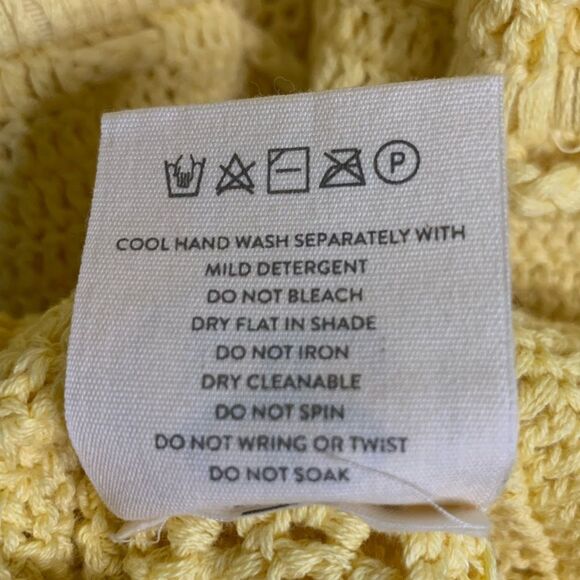 P
COOL HAND WASH SEPARATELY WITH
MILD DETERGENT
DO NOT BLEACH
DRY FLAT IN SHADE
DO NOT IRON
DRY CLEANABLE
DO NOT SPIN
DO NOT WRING OR TWIST
DO NOT SOAK